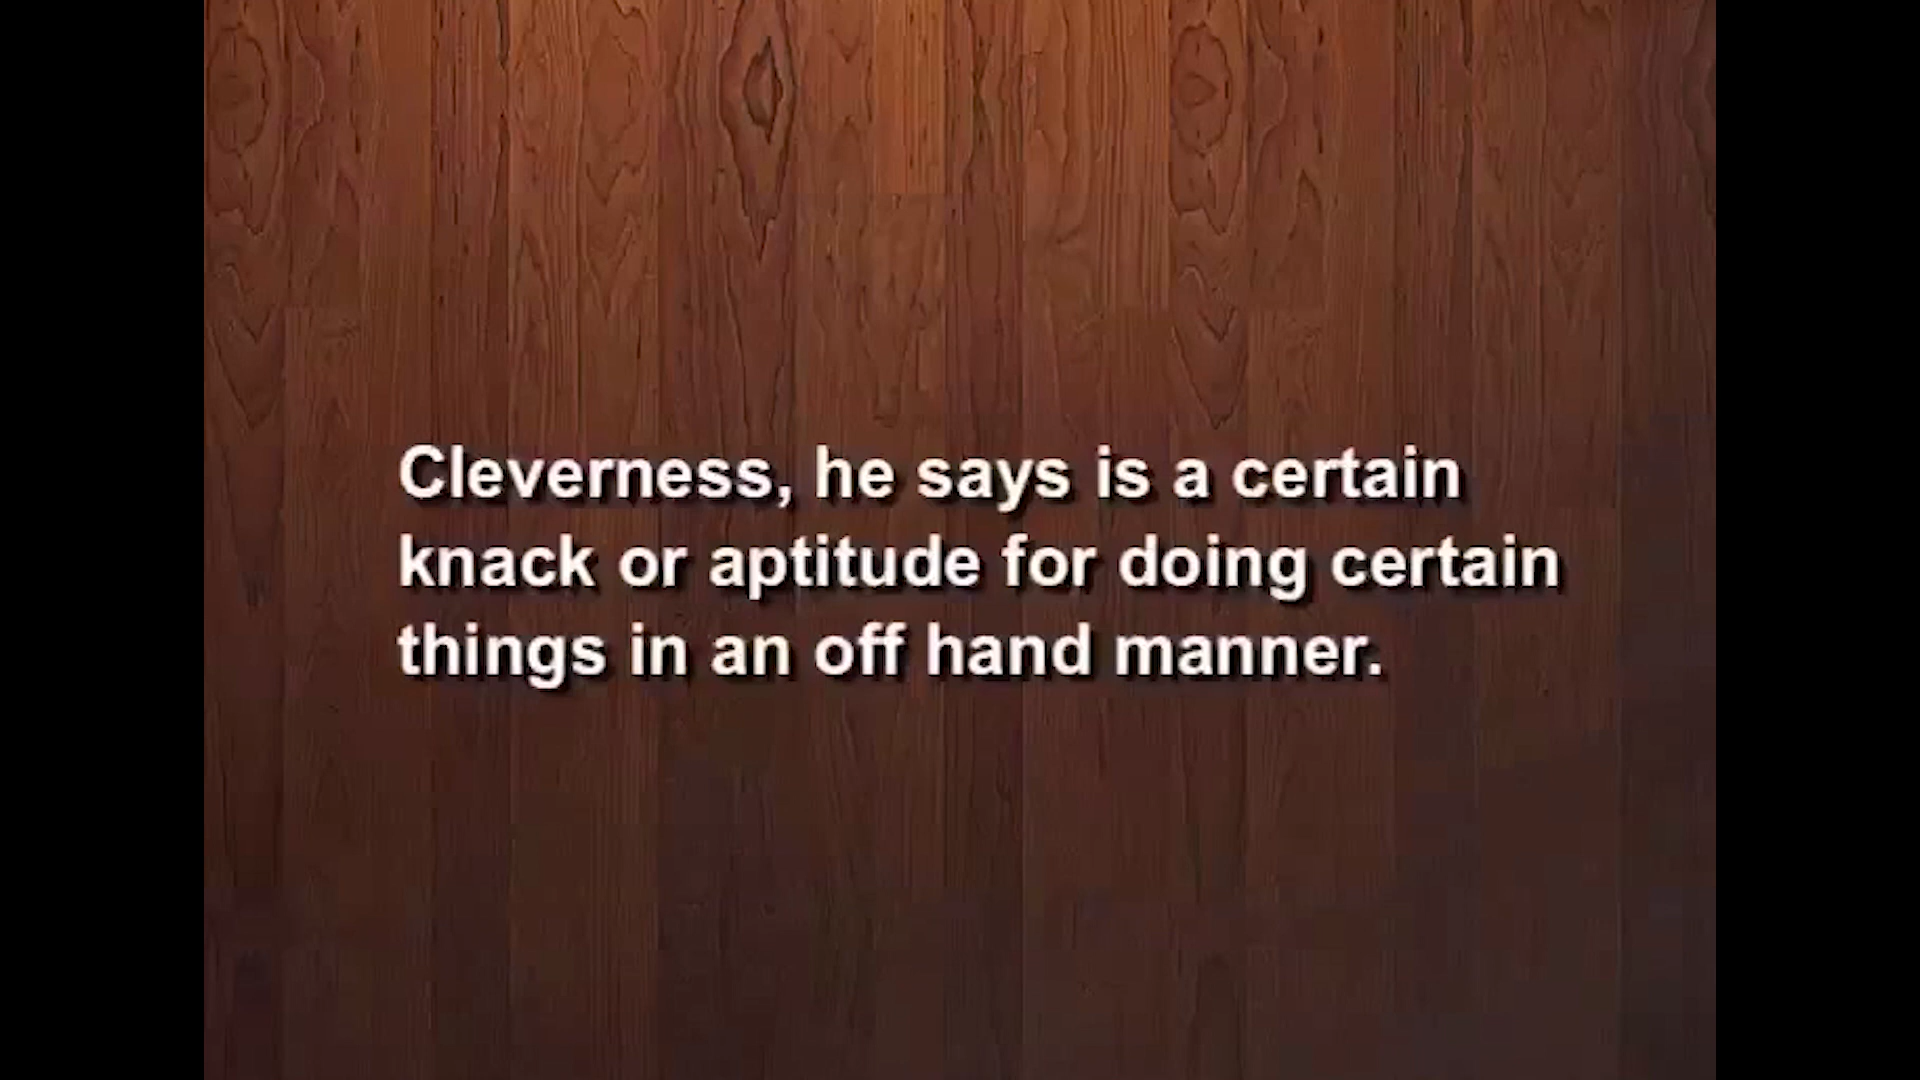 Cleverness, he says is a certain
knack or aptitude for doing certain
things in an off hand manner.